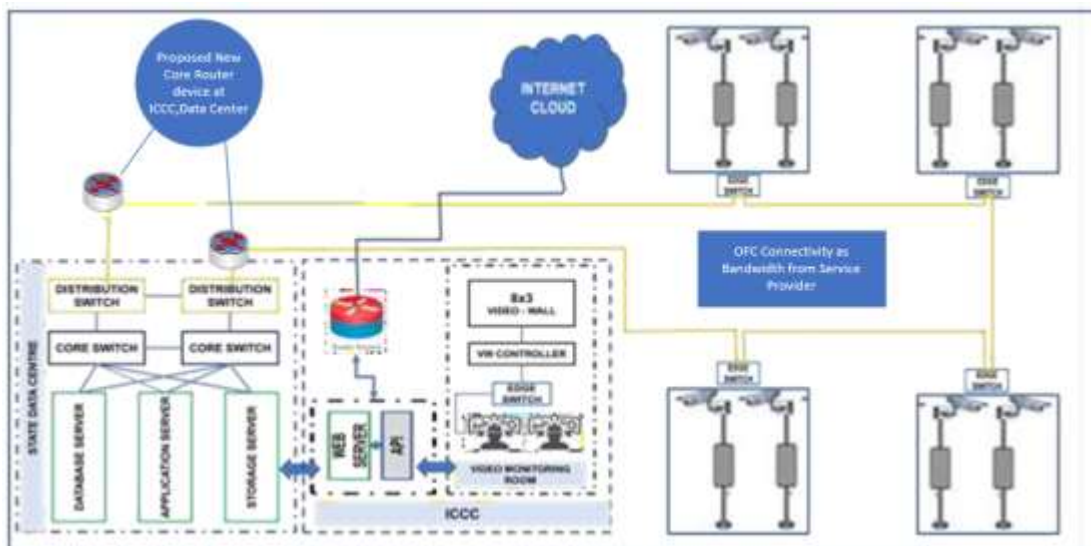 Proposed New
Core Router
device at
ICCC,Data Center
INTERNET
CLOUD
EDGE
SWITCH
EDGE
SWITCH
OFC Connectivity as
Bandwidth from Service
Provider
DISTRIBUTION
SWITCH
DISTRIBUTION
SWITCH
CORE SWITCH
CORE SWITCH
STATE DATA CENTRE
DATABASE SERVER
APPLICATION SERVER
STORAGE SERVER
WEB
SERVER
API
8x3
VIDEO - WALL
VW CONTROLLER
EDGE
SWITCH
VIDEO MONITORING
ROOM
ICCC
EDGE
SWITCH
EDGE
SWITCH